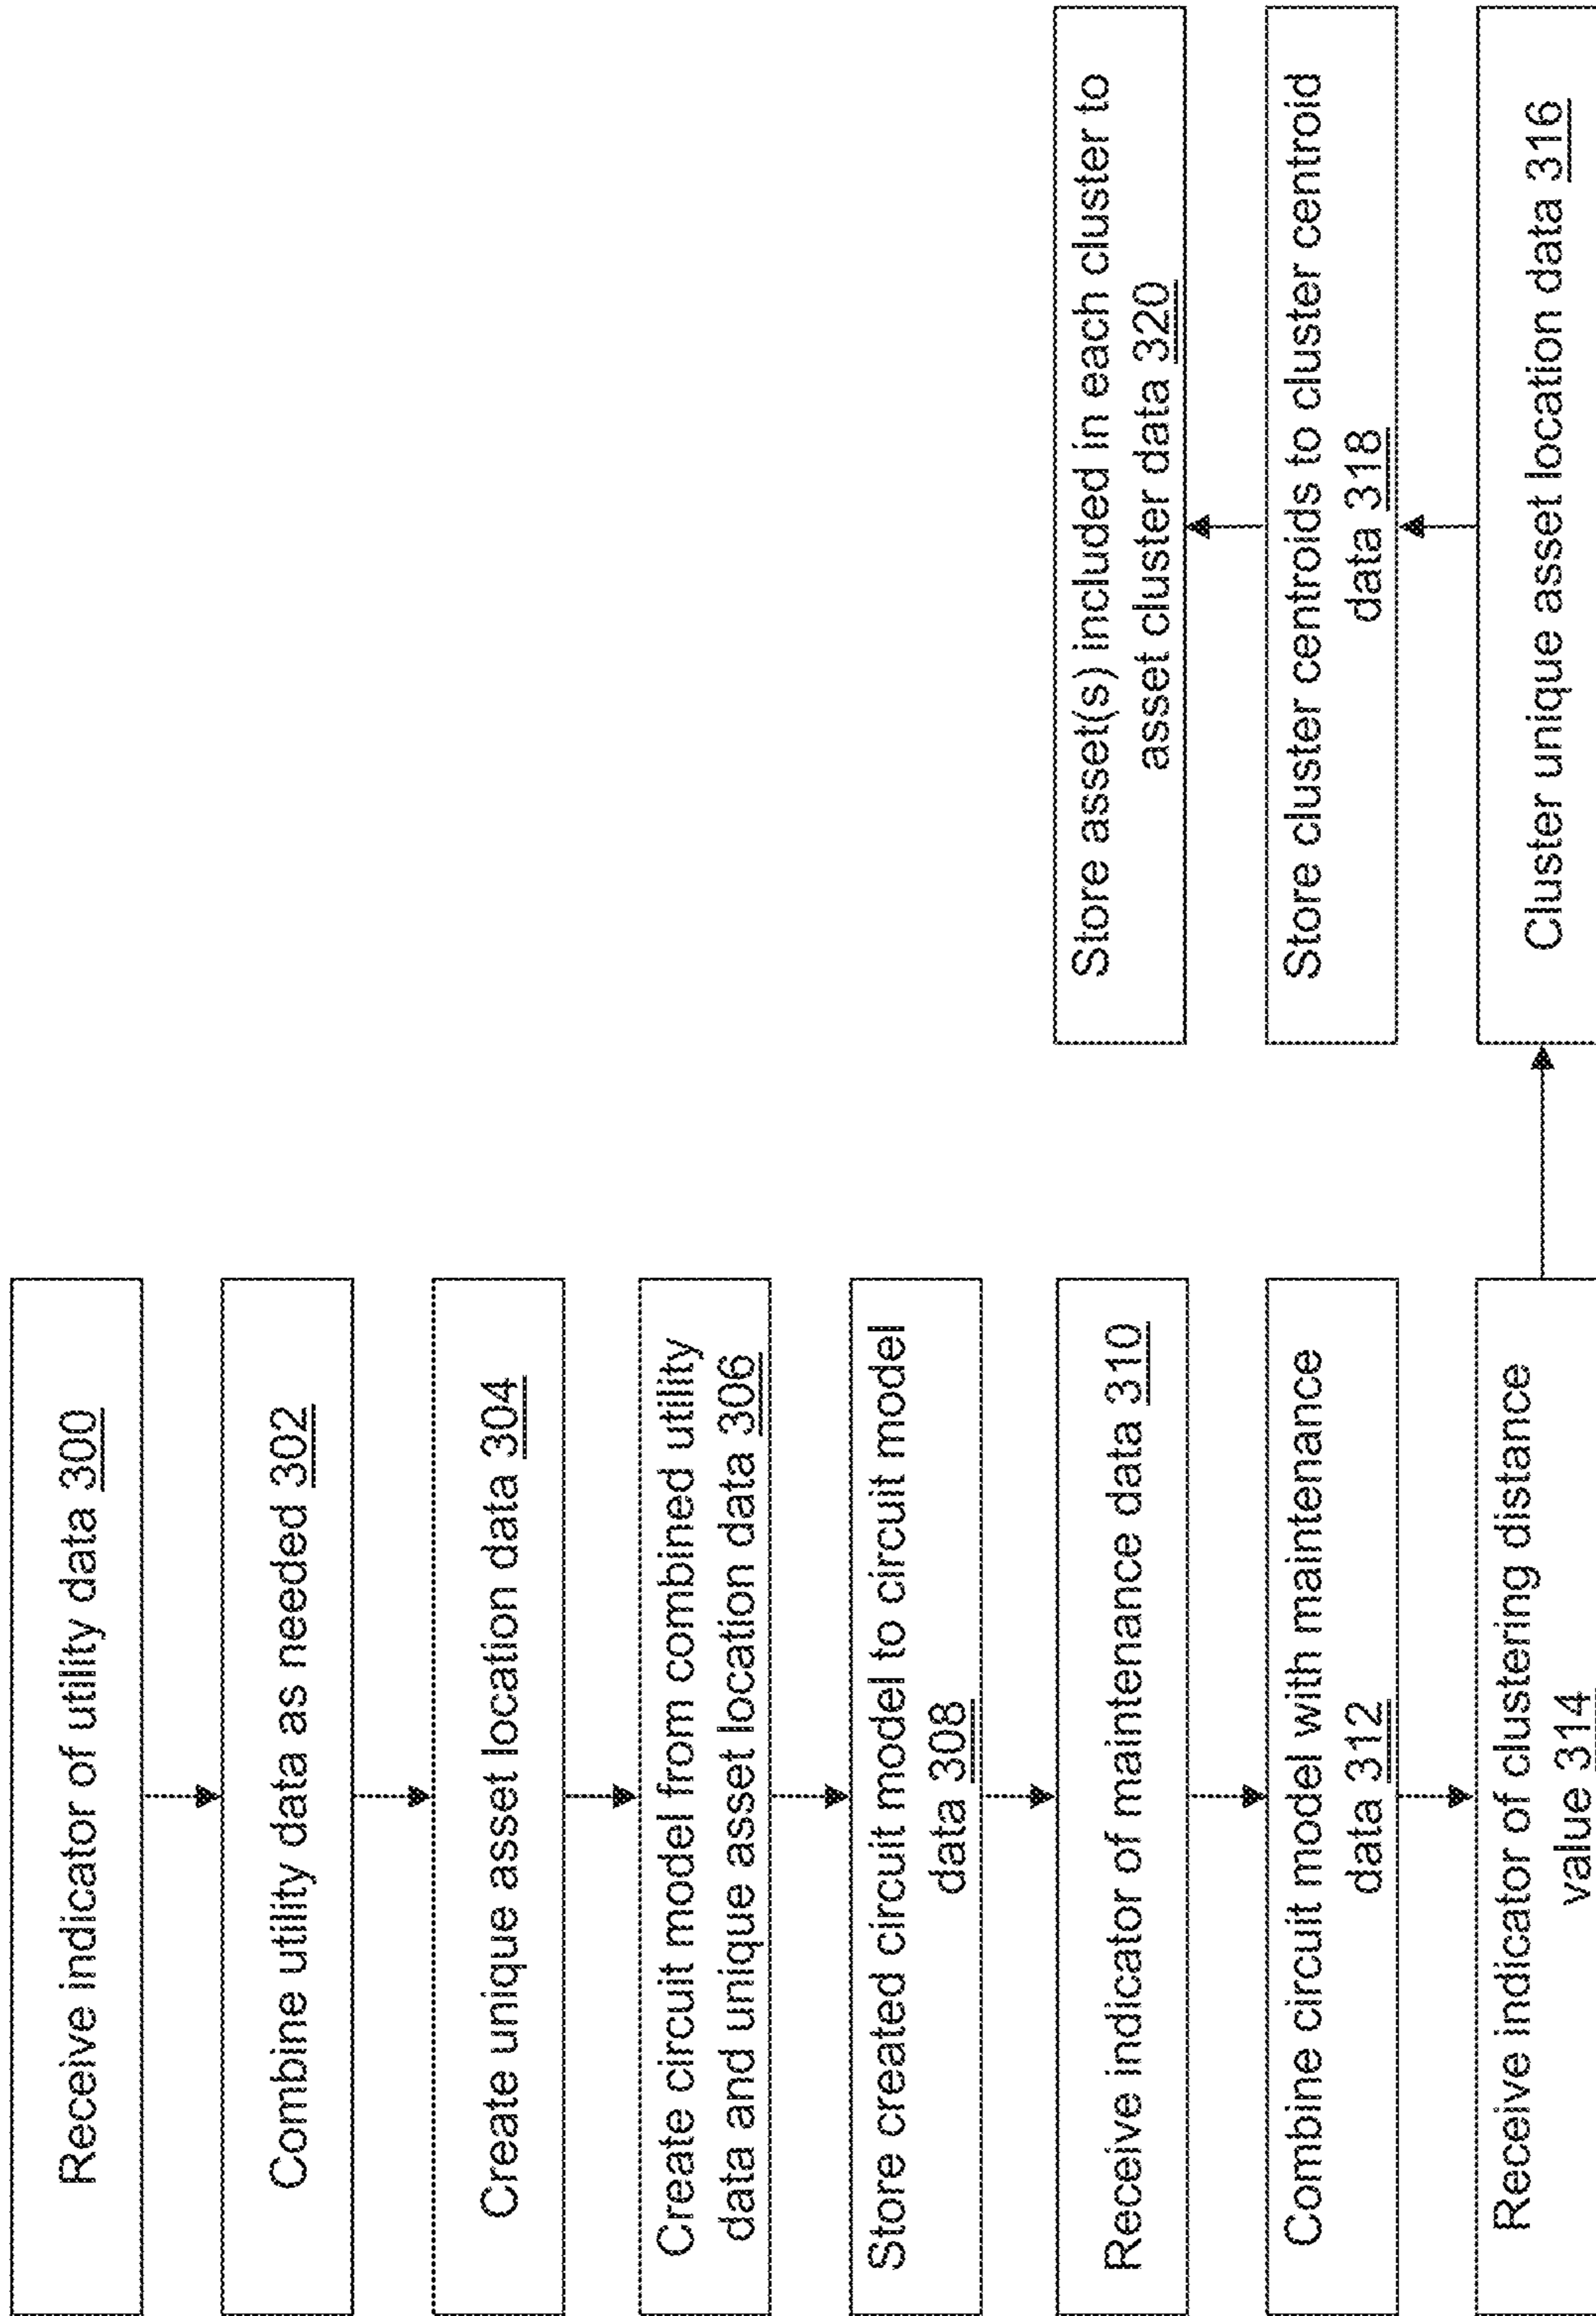 Receive indicator of utility data 300
Combine utility data as needed 302
Create unique asset location data 304
Create circuit model from combined utility
data and unique asset location data 306
Store created circuit model to circuit model
data 308
Receive indicator of maintenance data 310
Combine circuit model with maintenance
data 312
Receive indicator of clustering distance
value 314
Cluster unique asset location data 316
Store cluster centroids to cluster centroid
data 318
Store asset(s) included in each cluster to
asset cluster data 320